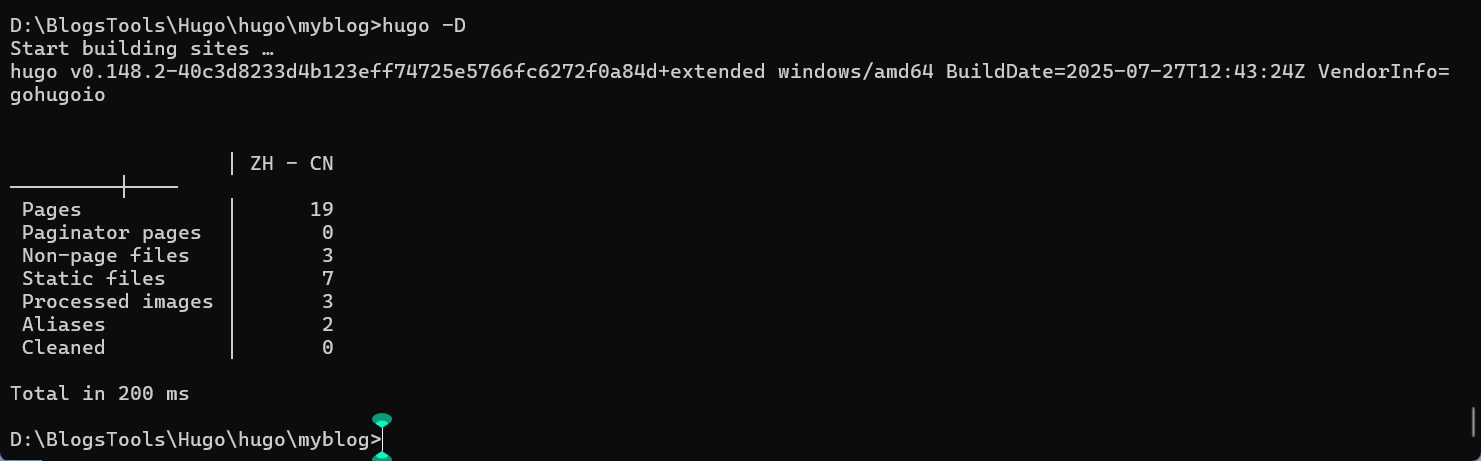 D:\BlogsTools\Hugo\hugo\myblog>hugo -D
Start building sites …
hugo v0.148.2-40c3d8233d4b123eff74725e5766fc6272f0a84d+extended windows/amd64 BuildDate=2025-07-27T12:43:24Z VendorInfo=
gohugoio
│ ZH - CN
Pages │ 19
Paginator pages │ 0
Non-page files │ 3
Static files │ 7
Processed images │ 3
Aliases │ 2
Cleaned │ 0
Total in 200 ms
D:\BlogsTools\Hugo\hugo\myblog>